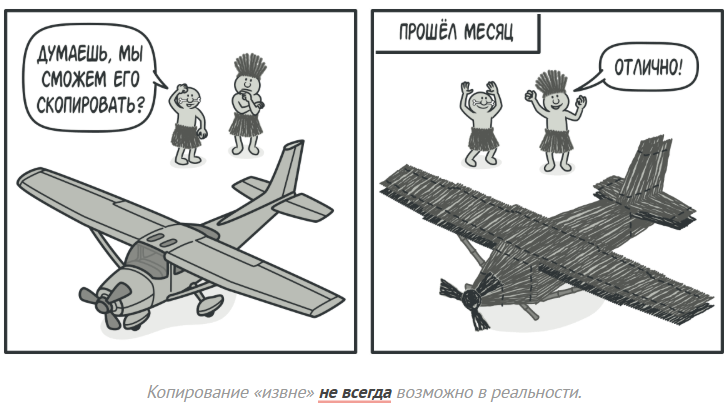 ДУМАЕШЬ, МЫ
СМОЖЕМ ЕГО
СКОПИРОВАТЬ?
ПРОШЁЛ МЕСЯЦ
ОТЛИЧНО!
Копирование «извне» не всегда возможно в реальности.